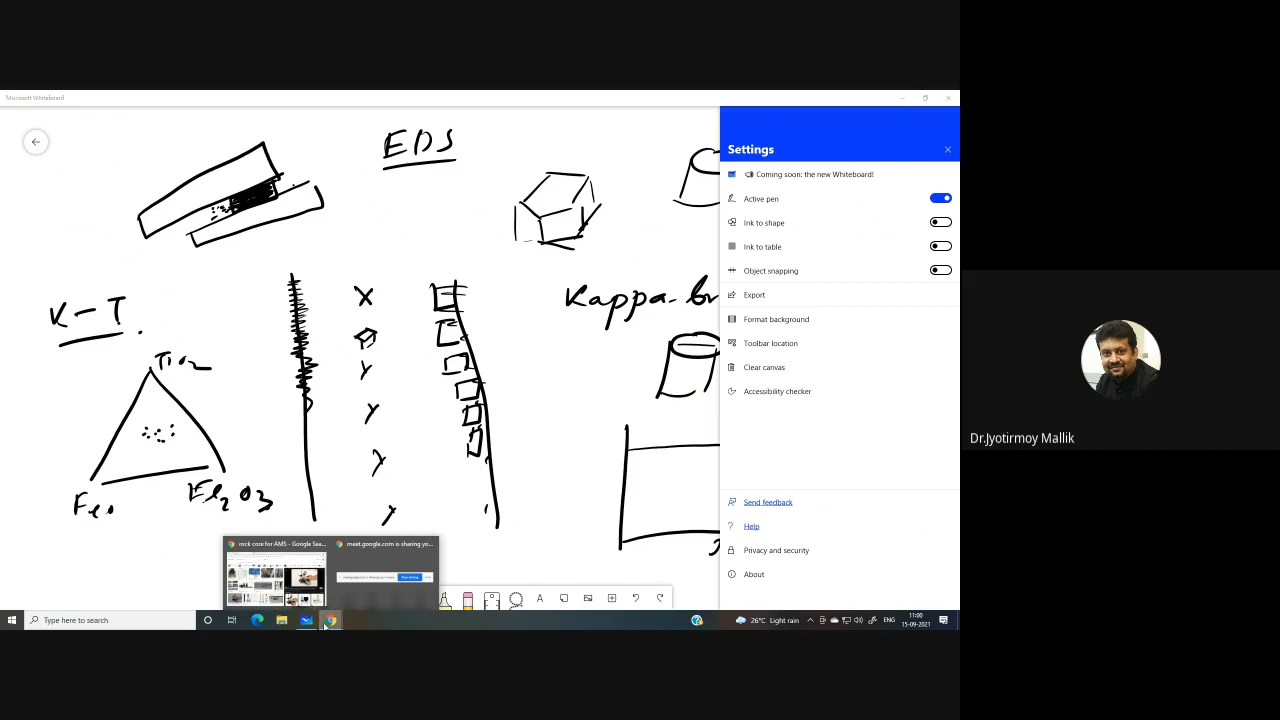 Microsoft Whiteboard
EDS
Settings
Coming soon: the new Whiteboard!
Active pen
Ink to shape
Ink to table
Object snapping
Export
Format background
Toolbar location
Clear canvas
Accessibility checker
Send feedback
Help
Privacy and security
About
K-T.
X
Kappa-br
Y
Y
Y
Y
TiO2
FeO
Fe2O3
rock core for AMS - Google Sea...
meet.google.com is sharing yo...
A
Type here to search
26°C Light rain
ENG
11:00
15-09-2021
Dr.Jyotirmoy Mallik